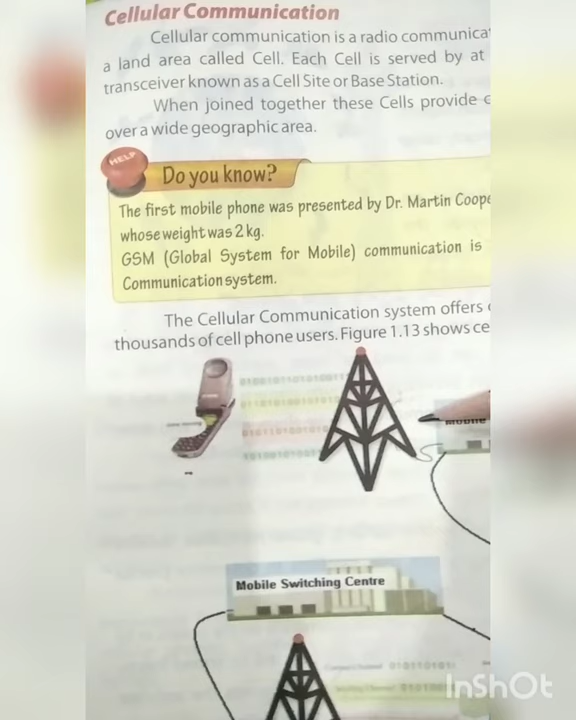 Cellular Communication
Cellular communication is a radio communica
a land area called Cell. Each Cell is served by at
transceiver known as a Cell Site or Base Station.
When joined together these Cells provide
over a wide geographic area.
HELP
Do you know?
The first mobile phone was presented by Dr. Martin Coope
whose weight was 2 kg.
GSM (Global System for Mobile) communication is
Communication system.
The Cellular Communication system offers
thousands of cell phone users. Figure 1.13 shows ce
Mobile
Mobile Switching Centre
InShOt